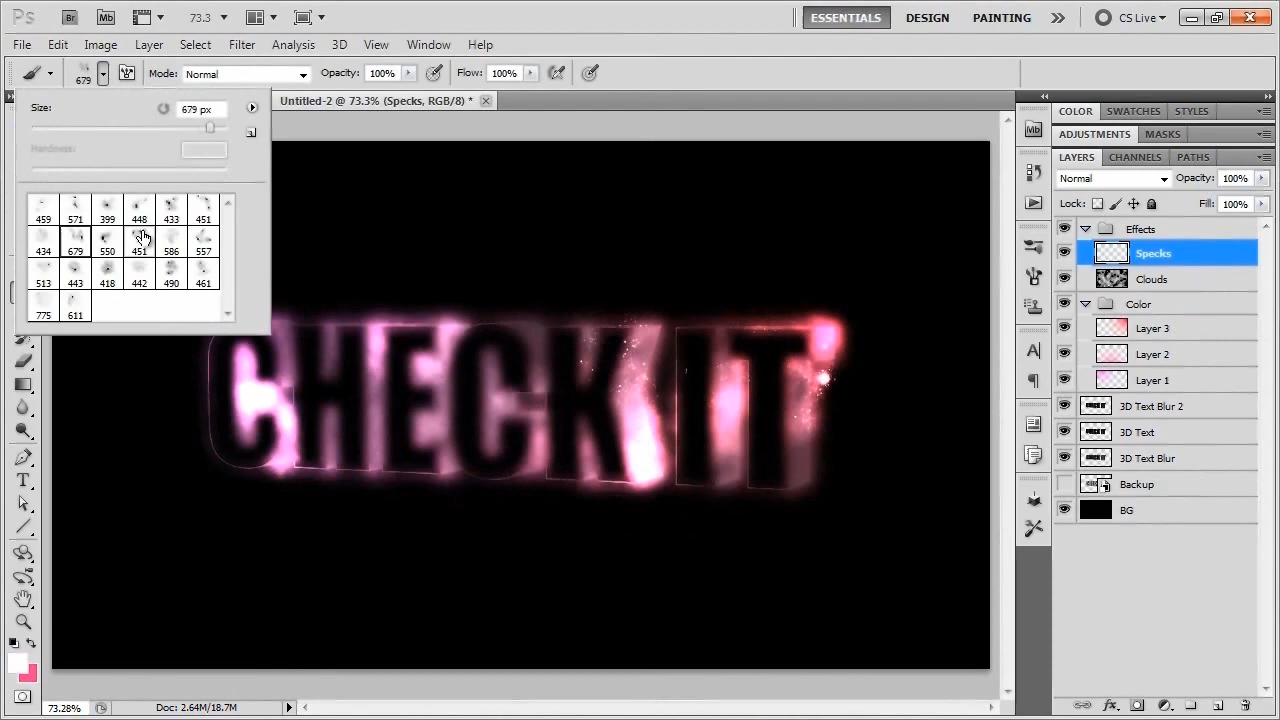 Ps Br Mb 73.3 ESSENTIALS DESIGN PAINTING CS Live
File Edit Image Layer Select Filter Analysis 3D View Window Help
679 Mode: Normal Opacity: 100% Flow: 100%
Untitled-2 @ 73.3% (Specks, RGB/8) *
Size: 679 px
Hardness:
459 571 399 448 433 451
434 679 550 451 586 557
513 443 418 442 490 461
775 611
COLOR SWATCHES STYLES
ADJUSTMENTS MASKS
LAYERS CHANNELS PATHS
Normal Opacity: 100%
Lock: Fill: 100%
Effects
Specks
Clouds
Color
Layer 3
Layer 2
Layer 1
3D Text Blur 2
3D Text
3D Text Blur
Backup
BG
73.28% Doc: 2.64M/18.7M